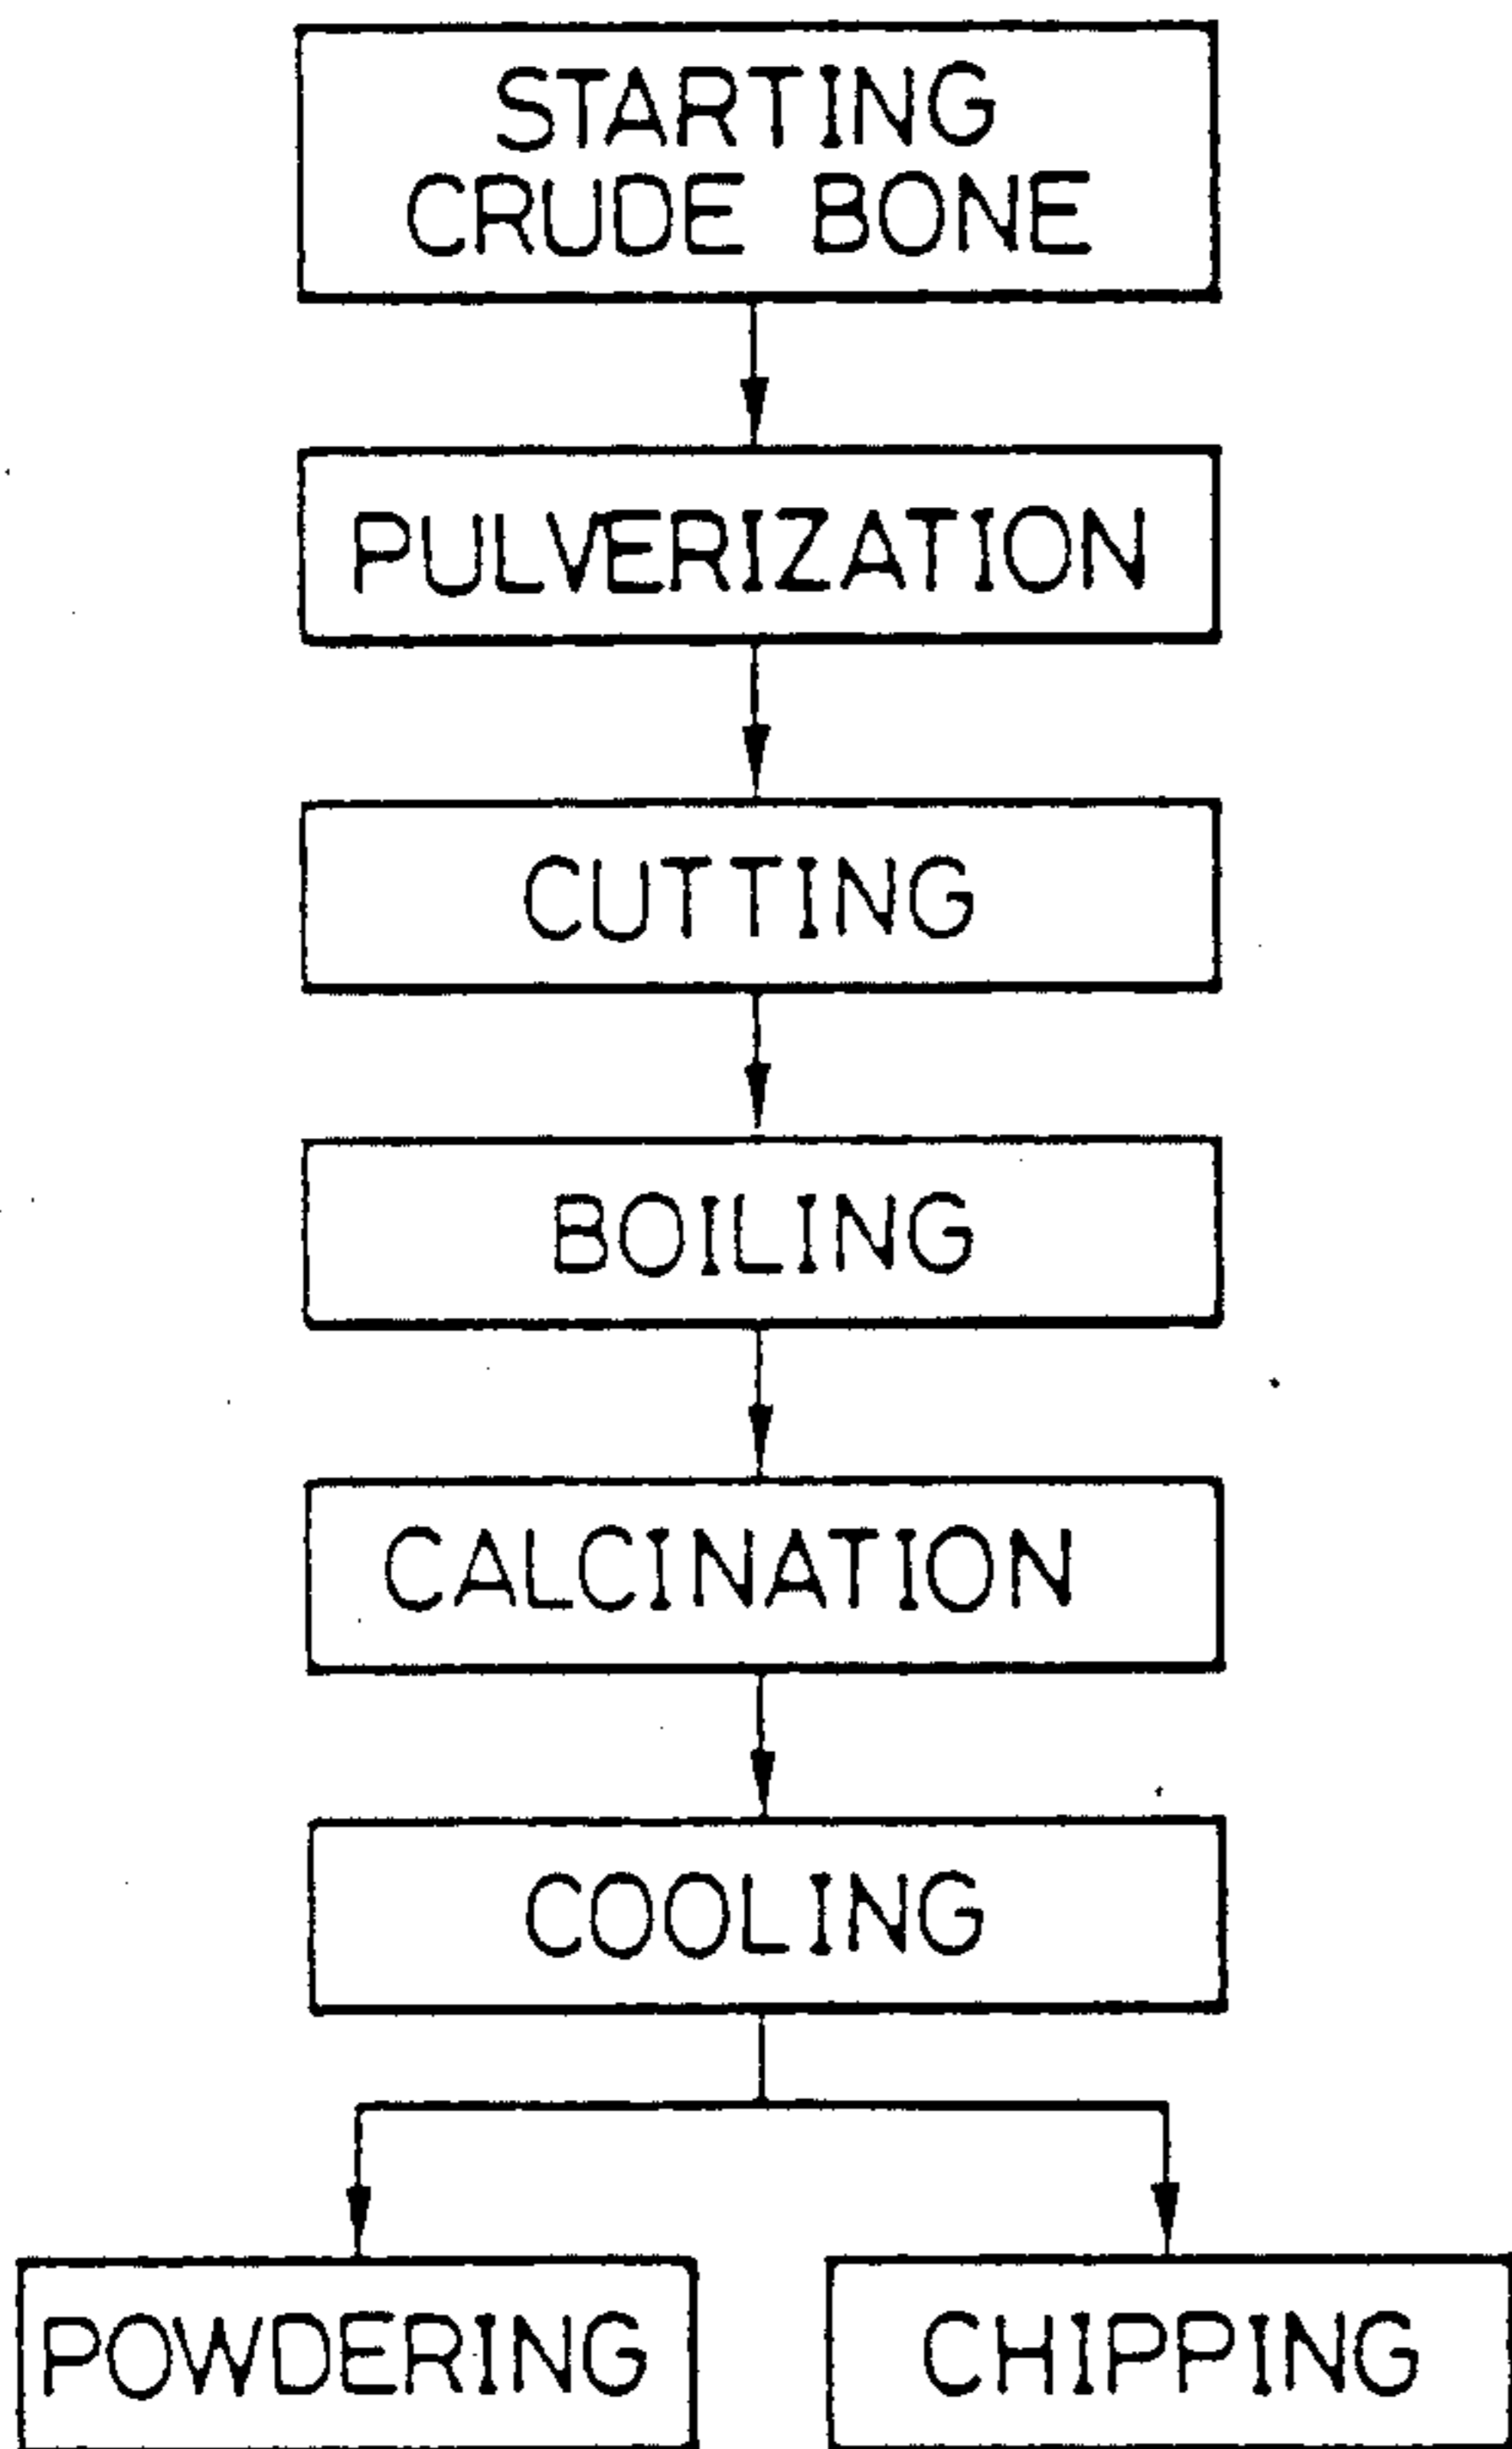 STARTING
CRUDE BONE
PULVERIZATION
CUTTING
BOILING
CALCINATION
COOLING
POWDERING
CHIPPING